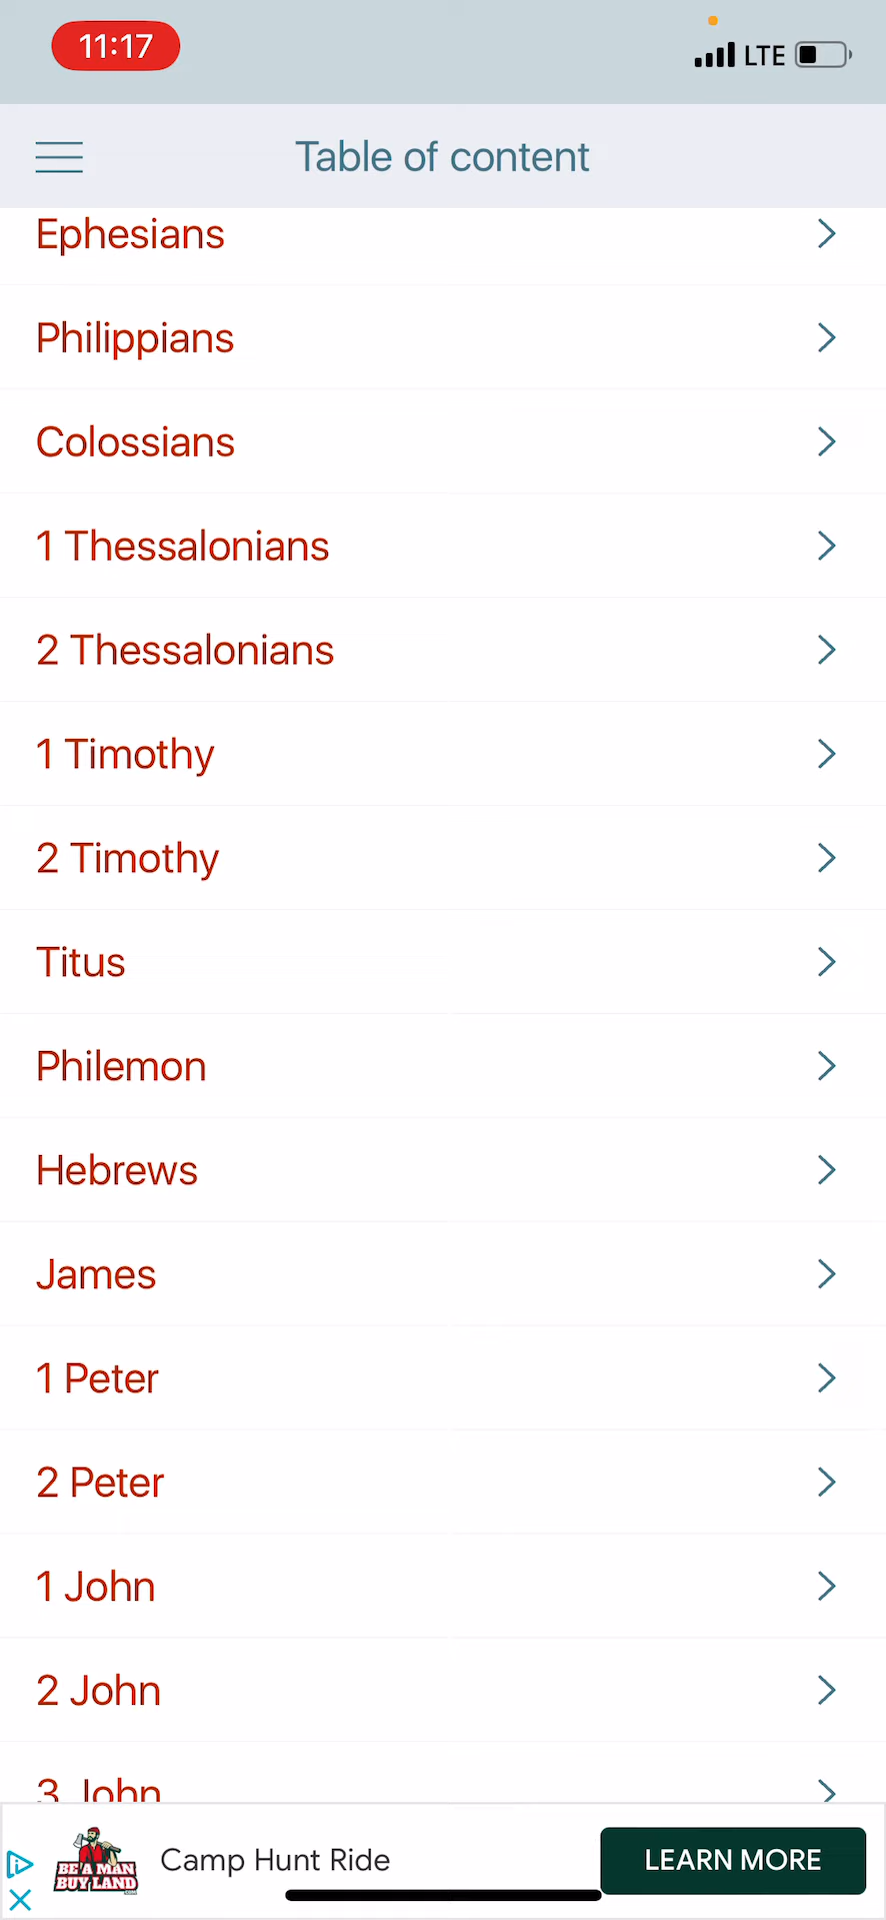 11:17
LTE
Table of content
Ephesians
Philippians
Colossians
1 Thessalonians
2 Thessalonians
1 Timothy
2 Timothy
Titus
Philemon
Hebrews
James
1 Peter
2 Peter
1 John
2 John
3 John
BE A MAN
BUY LAND
Camp Hunt Ride
LEARN MORE